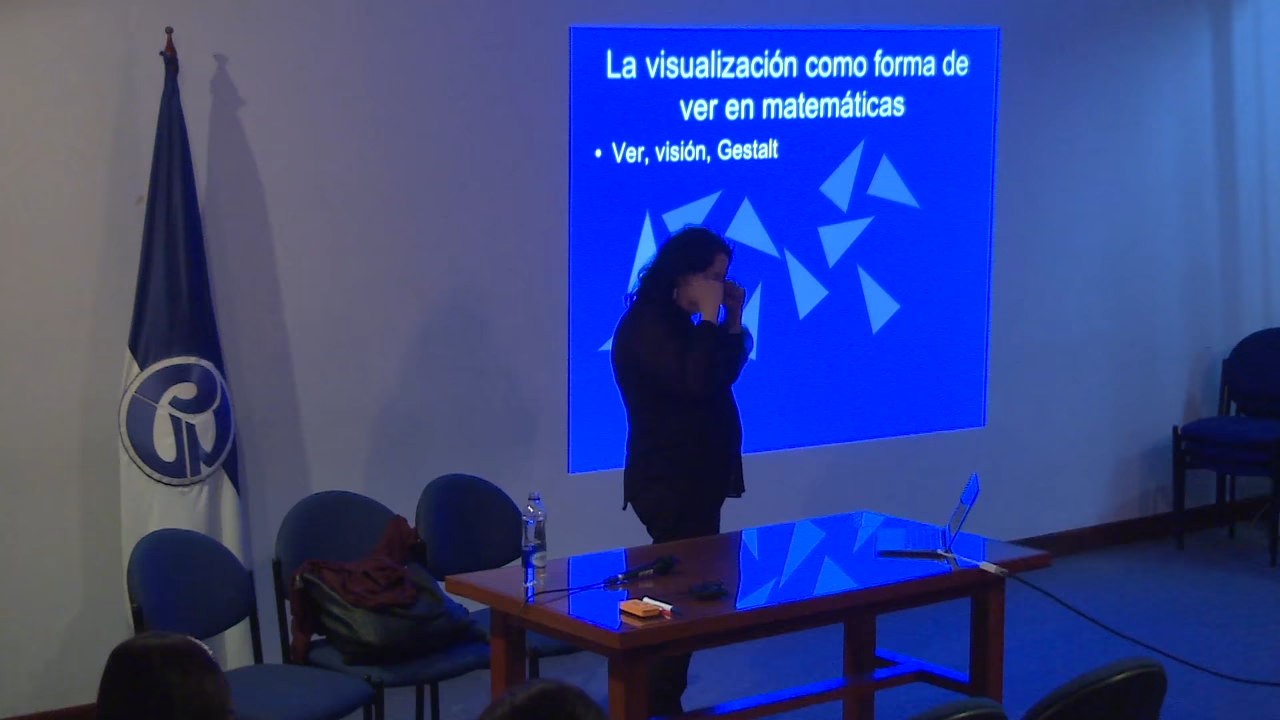 La visualización como forma de
ver en matemáticas
• Ver, visión, Gestalt